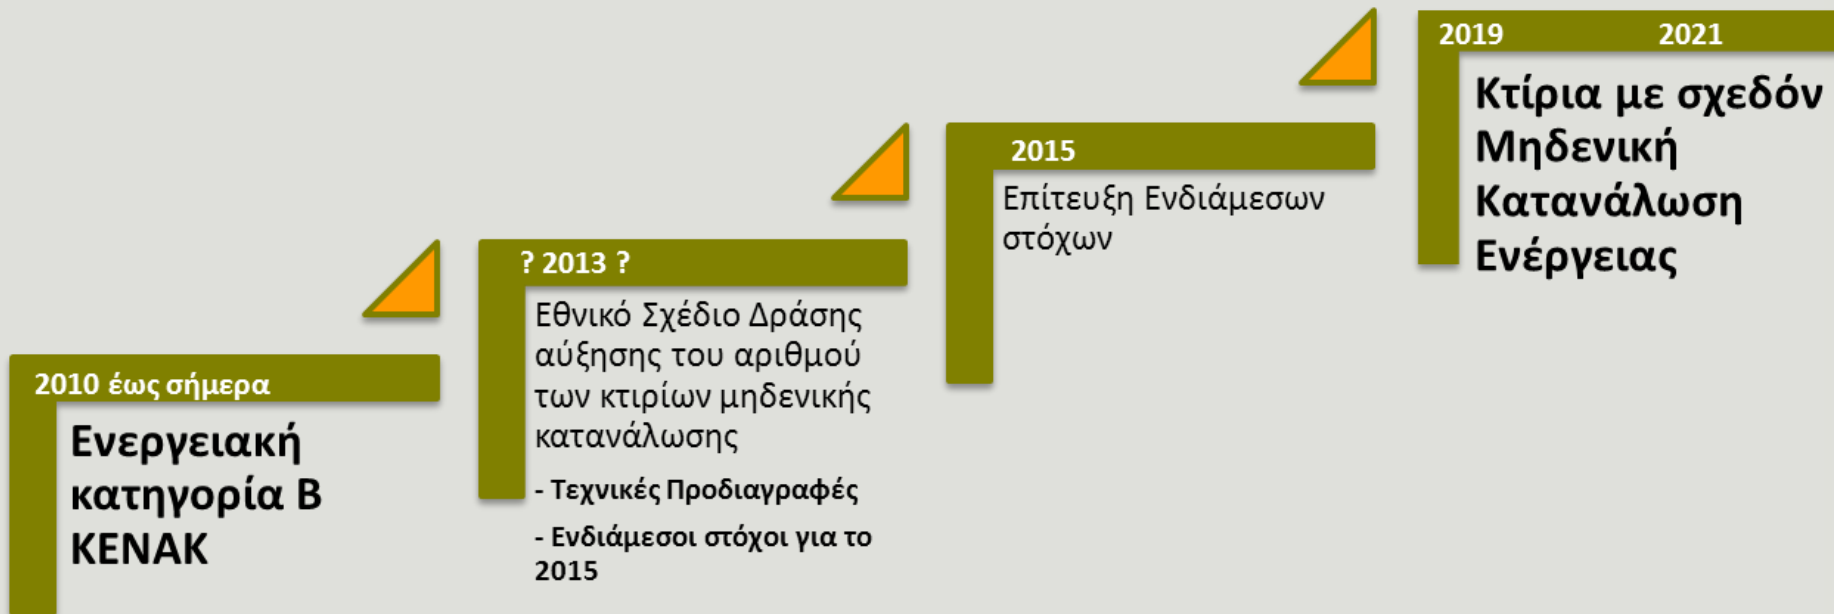 2010 έως σήμερα
Ενεργειακή
κατηγορία Β
ΚΕΝΑΚ
? 2013 ?
Εθνικό Σχέδιο Δράσης
αύξησης του αριθμού
των κτιρίων μηδενικής
κατανάλωσης
- Τεχνικές Προδιαγραφές
- Ενδιάμεσοι στόχοι για το
2015
2015
Επίτευξη Ενδιάμεσων
στόχων
2019 2021
Κτίρια με σχεδόν
Μηδενική
Κατανάλωση
Ενέργειας